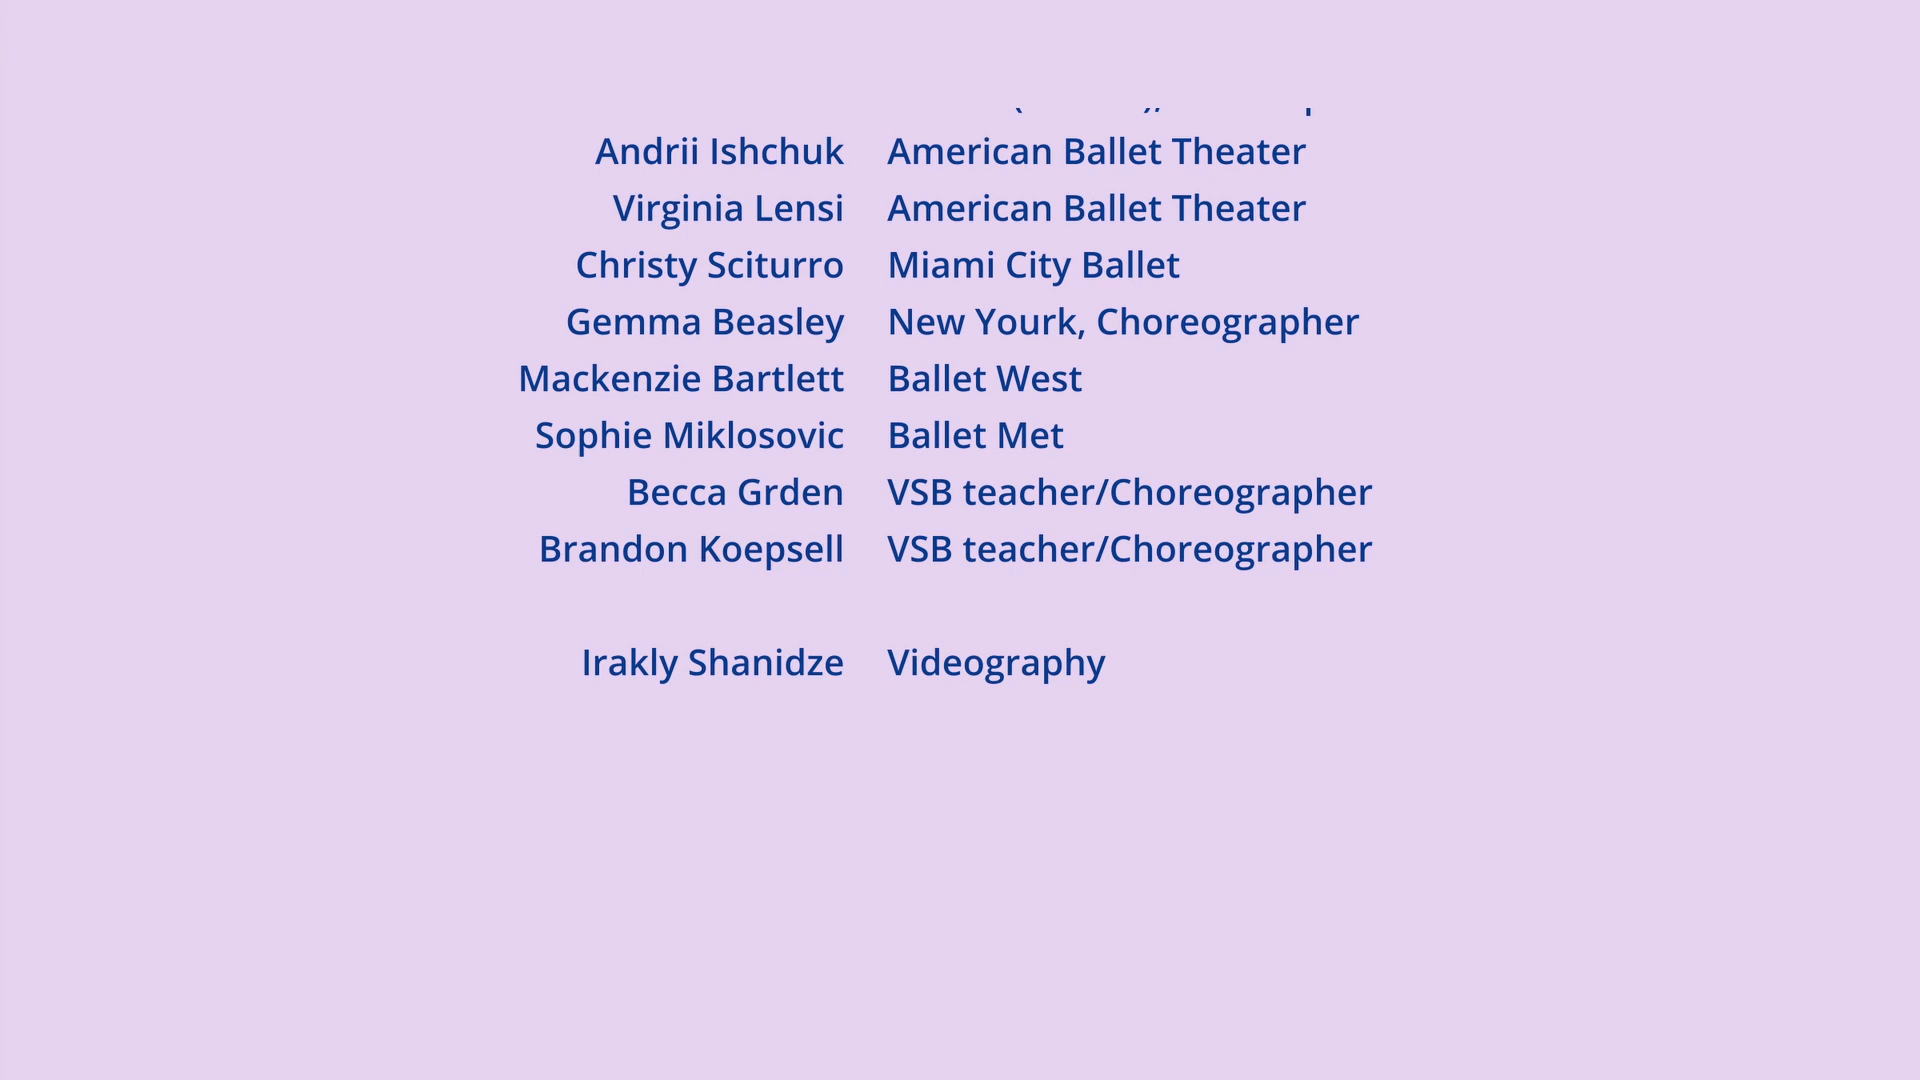 Andrii Ishchuk American Ballet Theater
Virginia Lensi American Ballet Theater
Christy Sciturro Miami City Ballet
Gemma Beasley New Yourk, Choreographer
Mackenzie Bartlett Ballet West
Sophie Miklosovic Ballet Met
Becca Grden VSB teacher/Choreographer
Brandon Koepsell VSB teacher/Choreographer
Irakly Shanidze Videography